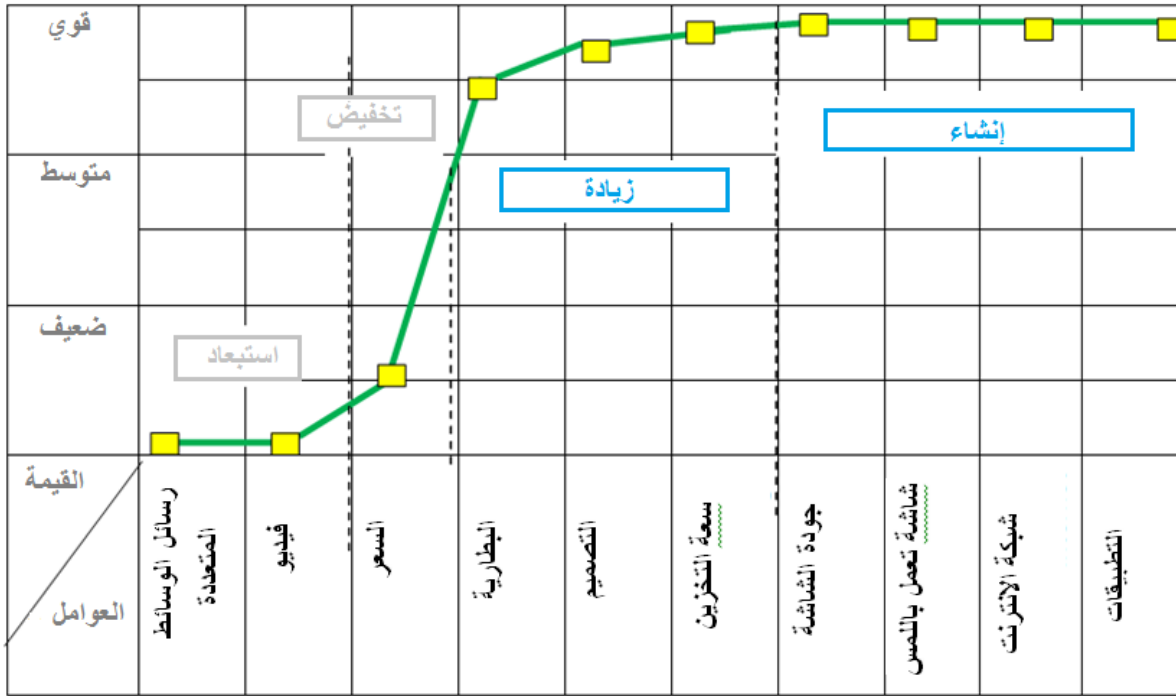 قوي
تخفيض
إنشاء
متوسط
زيادة
ضعيف
استبعاد
القيمة
العوامل
رسائل الوسائط
المتعددة
فيديو
السعر
البطارية
التصميم
سعة التخزين
جودة الشاشة
شاشة تعمل باللمس
شبكة الانترنت
التطبيقات